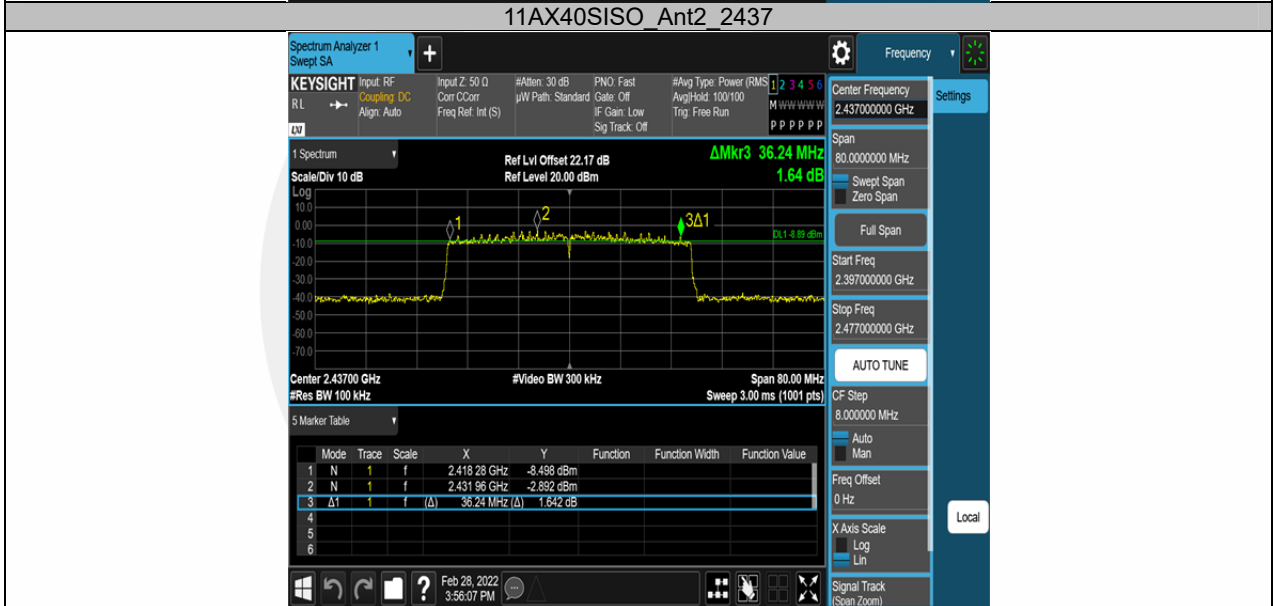 11AX40SISO_Ant2_2437
Spectrum Analyzer 1
Swept SA
+
Frequency
KEYSIGHT Input: RF Input Z: 50 Ω #Atten: 30 dB PNO: Fast #Avg Type: Power (RMS 1 2 3 4 5 6
RL Coupling: DC Corr CCorr µW Path: Standard Gate: Off Avg|Hold: 100/100 M W W W W W
Align: Auto Freq Ref: Int (S) IF Gain: Low Trig: Free Run
Sig Track: Off P P P P P P
LXI
Center Frequency
2.437000000 GHz
Settings
Span
80.0000000 MHz
Swept Span
Zero Span
Full Span
Start Freq
2.397000000 GHz
Stop Freq
2.477000000 GHz
AUTO TUNE
CF Step
8.000000 MHz
Auto
Man
Freq Offset
0 Hz
X Axis Scale
Log
Lin
Signal Track
(Span Zoom)
Local
1 Spectrum
Ref Lvl Offset 22.17 dB
ΔMkr3 36.24 MHz
Scale/Div 10 dB
Ref Level 20.00 dBm
1.64 dB
Log
10.0
0.00
-10.0
-20.0
-30.0
-40.0
-50.0
-60.0
-70.0
1
2
3Δ1
DL1 -8.89 dBm
Center 2.43700 GHz #Video BW 300 kHz Span 80.00 MHz
#Res BW 100 kHz Sweep 3.00 ms (1001 pts)
5 Marker Table
Mode Trace Scale X Y Function Function Width Function Value
1 N 1 f 2.418 28 GHz -8.498 dBm
2 N 1 f 2.431 96 GHz -2.892 dBm
3 Δ1 1 f (Δ) 36.24 MHz (Δ) 1.642 dB
4
5
6
?
Feb 28, 2022
3:56:07 PM